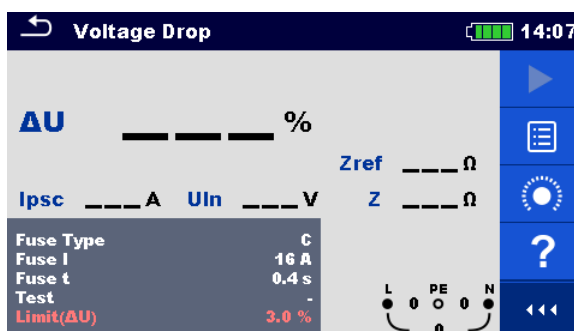 Voltage Drop 14:07
ΔU ___ %
Zref ___ Ω
Ipsc ___ A Uln ___ V Z ___ Ω
Fuse Type C
Fuse I 16 A
Fuse t 0.4 s
Test -
Limit(ΔU) 3.0 %
L PE N
0 0
0
?